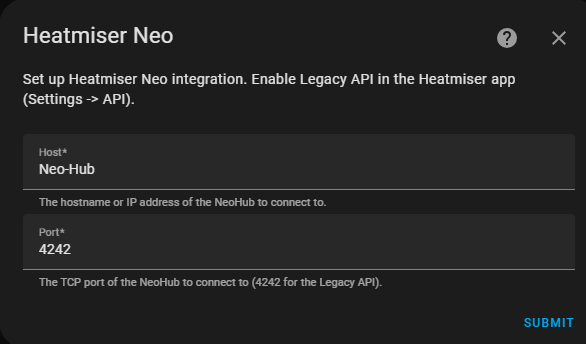 Heatmiser Neo
Set up Heatmiser Neo integration. Enable Legacy API in the Heatmiser app
(Settings -> API).
Host*
Neo-Hub
The hostname or IP address of the NeoHub to connect to.
Port*
4242
The TCP port of the NeoHub to connect to (4242 for the Legacy API).
SUBMIT